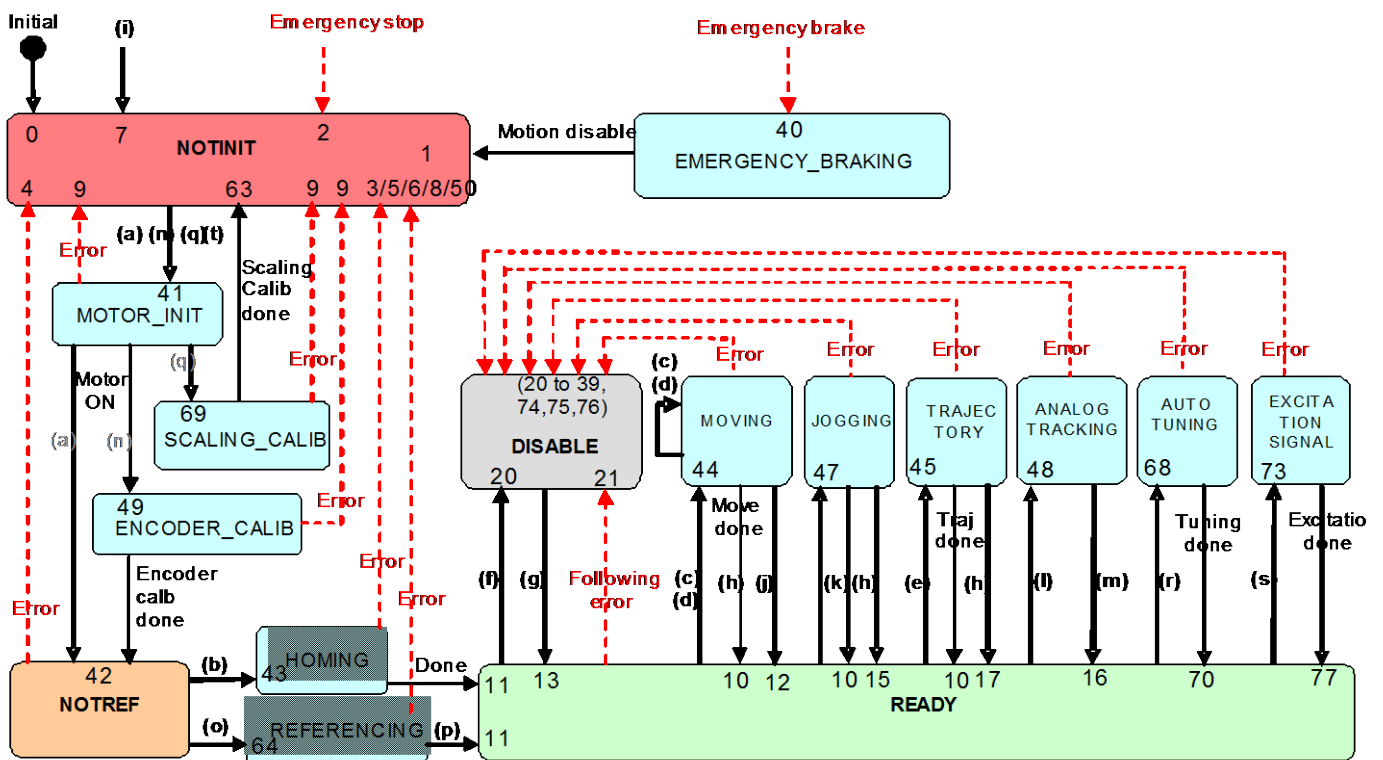 Initial
(i)
Emergency stop
Emergency brake
0
7
2
NOTINIT
1
4
9
63
9
9
3/5/6/8/50
Motion disable
40
EMERGENCY_BRAKING
Error
(a) (n) (q)(t)
Scaling
Calib
done
41
MOTOR_INIT
Error
(q)
Motor
ON
(a)
(n)
69
SCALING_CALIB
49
ENCODER_CALIB
Error
Encoder
calb
done
Error
Error
Error
(20 to 39,
74,75,76)
DISABLE
20
21
(c)
(d)
Error
Error
Error
Error
Error
Error
MOVING
44
JOGGING
47
TRAJEC
TORY
45
ANALOG
TRACKING
48
AUTO
TUNING
68
EXCITA
TION
SIGNAL
73
(f)
(g)
Following
error
(c)
(d)
Move
done
(h)
(j)
(k)
(h)
(e)
Traj
done
(h)
(l)
(m)
(r)
Tuning
done
(s)
Excitatio
done
42
NOTREF
(b)
43
HOMING
Done
(o)
64
REFERENCING
(p)
11
13
10
12
10
15
10
17
16
70
77
READY
11